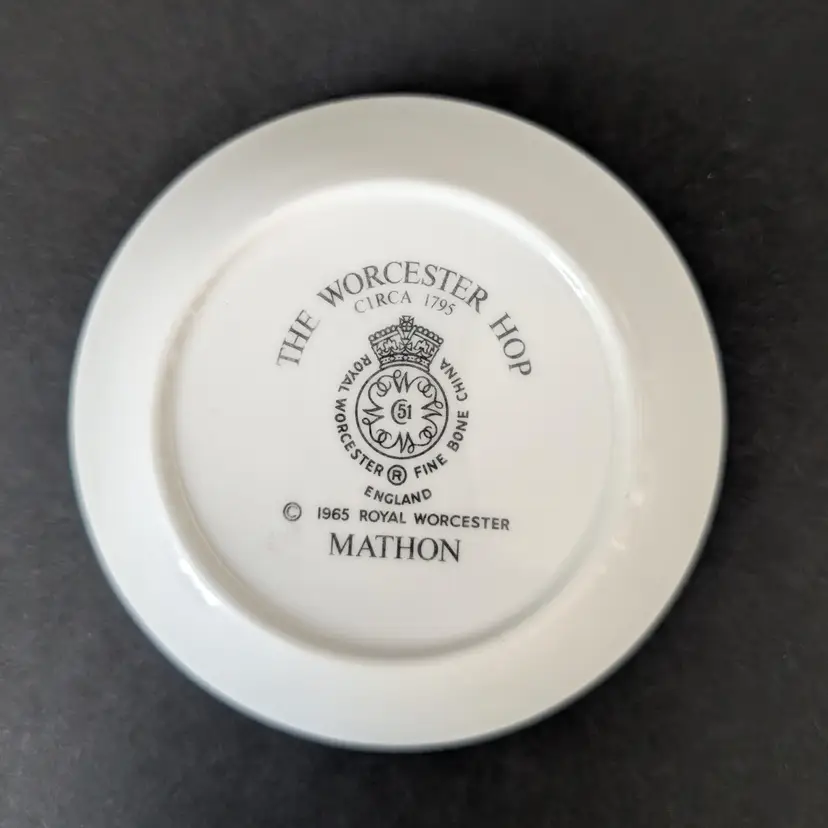 THE WORCESTER HOP
CIRCA 1795
ROYAL WORCESTER ® FINE BONE CHINA
51
ENGLAND
© 1965 ROYAL WORCESTER
MATHON